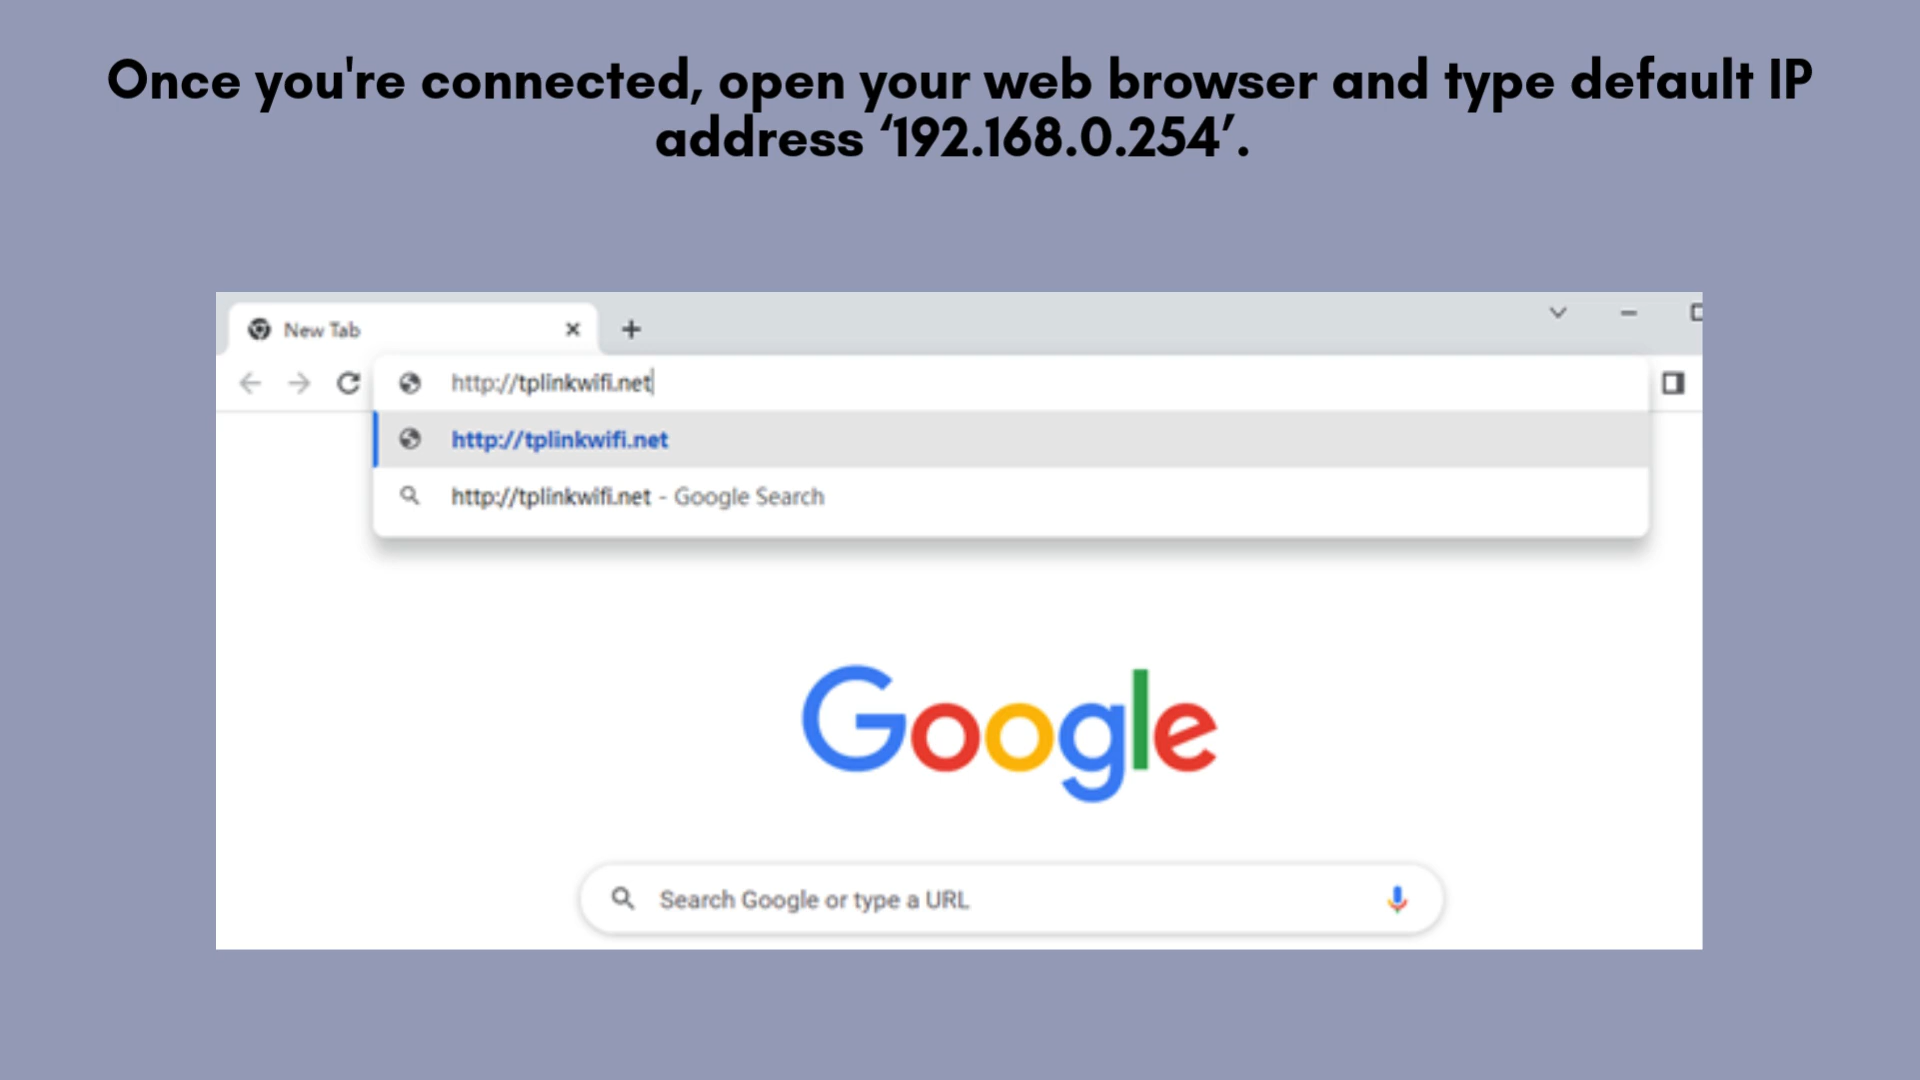 Once you're connected, open your web browser and type default IP
address ‘192.168.0.254’.
New Tab
http://tplinkwifi.net
http://tplinkwifi.net
http://tplinkwifi.net - Google Search
Google
Search Google or type a URL